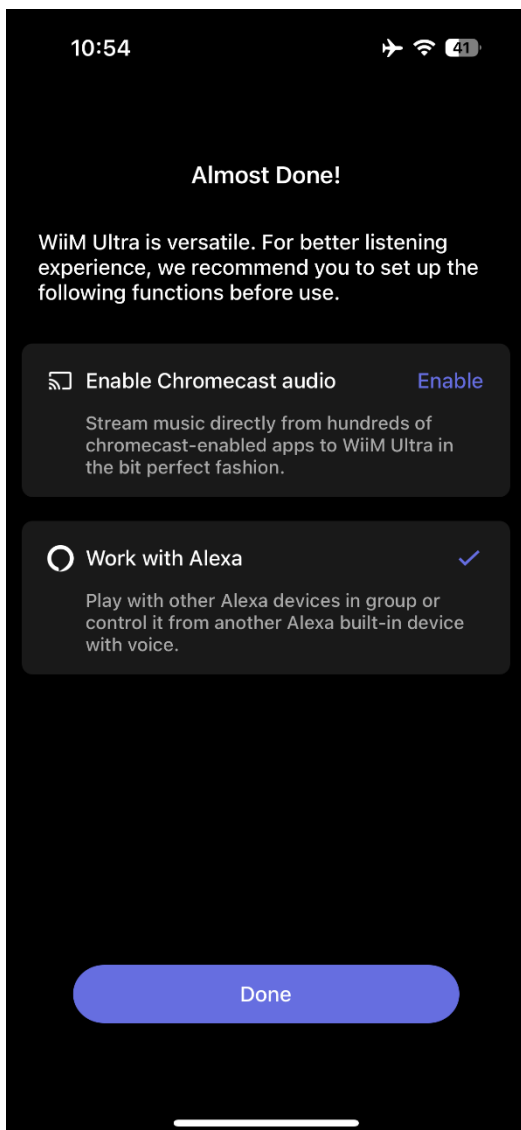 10:54
41
Almost Done!
WiiM Ultra is versatile. For better listening
experience, we recommend you to set up the
following functions before use.
Enable Chromecast audio
Enable
Stream music directly from hundreds of
chromecast-enabled apps to WiiM Ultra in
the bit perfect fashion.
Work with Alexa
Play with other Alexa devices in group or
control it from another Alexa built-in device
with voice.
Done